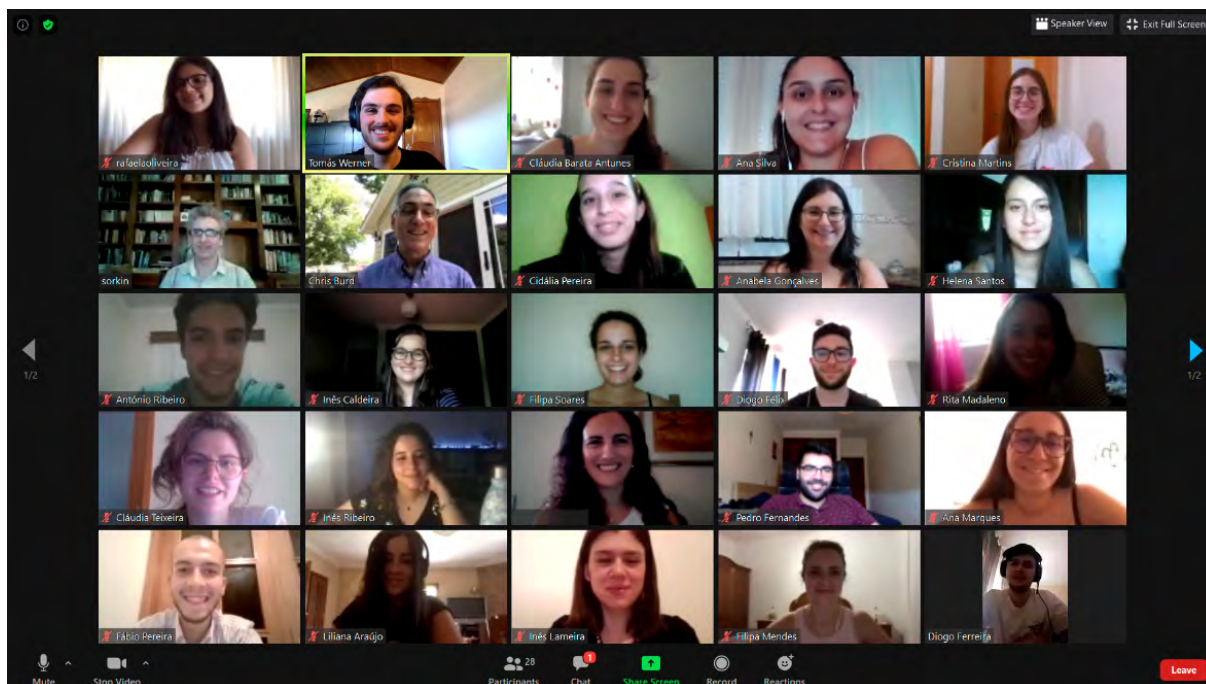 Speaker View
Exit Full Screen
rafaelaoliveira
Tomás Werner
Cláudia Barata Antunes
Ana Silva
Cristina Martins
sorkin
Chris Burd
Cidália Pereira
Anabela Gonçalves
Helena Santos
1/2
1/2
António Ribeiro
Inês Caldeira
Filipa Soares
Diogo Félix
Rita Madaleno
Cláudia Teixeira
Inês Ribeiro
Pedro Fernandes
Ana Marques
Fábio Pereira
Liliana Araújo
Inês Lameira
Filipa Mendes
Diogo Ferreira
28
1
Mute
Stop Video
Participants
Chat
Share Screen
Record
Reactions
Leave